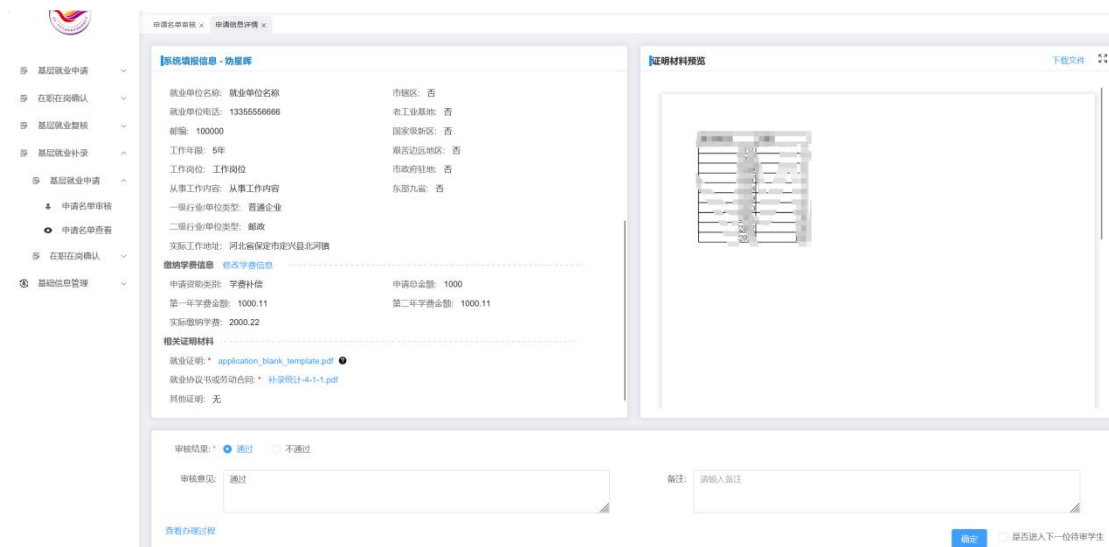 申请名单审核 × 申请信息详情 ×
基层就业申请
在职在岗确认
基层就业复核
基层就业补录
基层就业申请
申请名单审核
申请名单查看
在职在岗确认
基础信息管理
系统填报信息 - 劢星晖
就业单位名称: 就业单位名称 市辖区: 否
就业单位电话: 13355556666 老工业基地: 否
邮编: 100000 国家级新区: 否
工作年限: 5年 艰苦边远地区: 否
工作岗位: 工作岗位 市政府驻地: 否
从事工作内容: 从事工作内容 东部九省: 否
一级行业/单位类型: 普通企业
二级行业/单位类型: 邮政
实际工作地址: 河北省保定市定兴县北河镇
缴纳学费信息 修改学费信息
申请资助类别: 学费补偿 申请总金额: 1000
第一年学费金额: 1000.11 第二年学费金额: 1000.11
实际缴纳学费: 2000.22
相关证明材料
就业证明: * application_blank_template.pdf
就业协议书或劳动合同: * 补录统计-4-1-1.pdf
其他证明: 无
证明材料预览 下载文件
审核结果: * 通过 不通过
审核意见: 通过 备注: 请输入备注
查看办理过程 确定 是否进入下一位待审学生